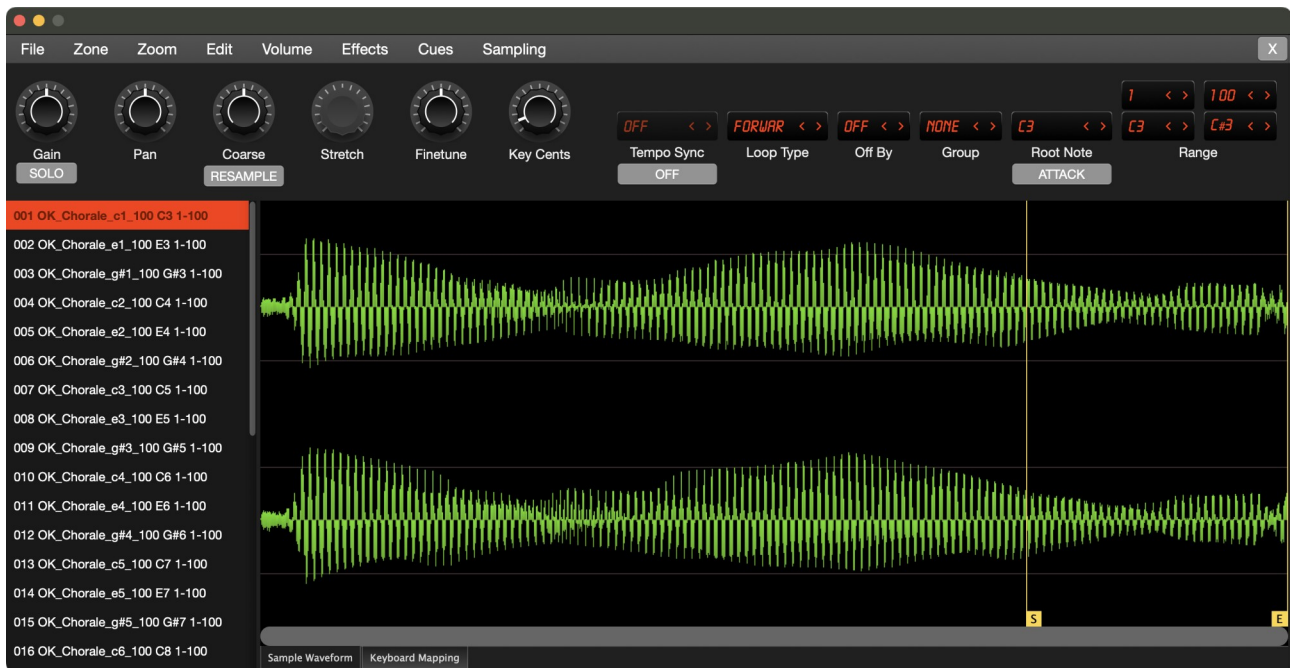 File Zone Zoom Edit Volume Effects Cues Sampling X
1 < > 100 < >
OFF < > FORWAR < > OFF < > NONE < > C3 < > C3 < > C#3 < >
Gain Pan Coarse Stretch Finetune Key Cents Tempo Sync Loop Type Off By Group Root Note Range
SOLO RESAMPLE OFF ATTACK
001 OK_Chorale_c1_100 C3 1-100
002 OK_Chorale_e1_100 E3 1-100
003 OK_Chorale_g#1_100 G#3 1-100
004 OK_Chorale_c2_100 C4 1-100
005 OK_Chorale_e2_100 E4 1-100
006 OK_Chorale_g#2_100 G#4 1-100
007 OK_Chorale_c3_100 C5 1-100
008 OK_Chorale_e3_100 E5 1-100
009 OK_Chorale_g#3_100 G#5 1-100
010 OK_Chorale_c4_100 C6 1-100
011 OK_Chorale_e4_100 E6 1-100
012 OK_Chorale_g#4_100 G#6 1-100
013 OK_Chorale_c5_100 C7 1-100
014 OK_Chorale_e5_100 E7 1-100
015 OK_Chorale_g#5_100 G#7 1-100
016 OK_Chorale_c6_100 C8 1-100
S E
Sample Waveform Keyboard Mapping